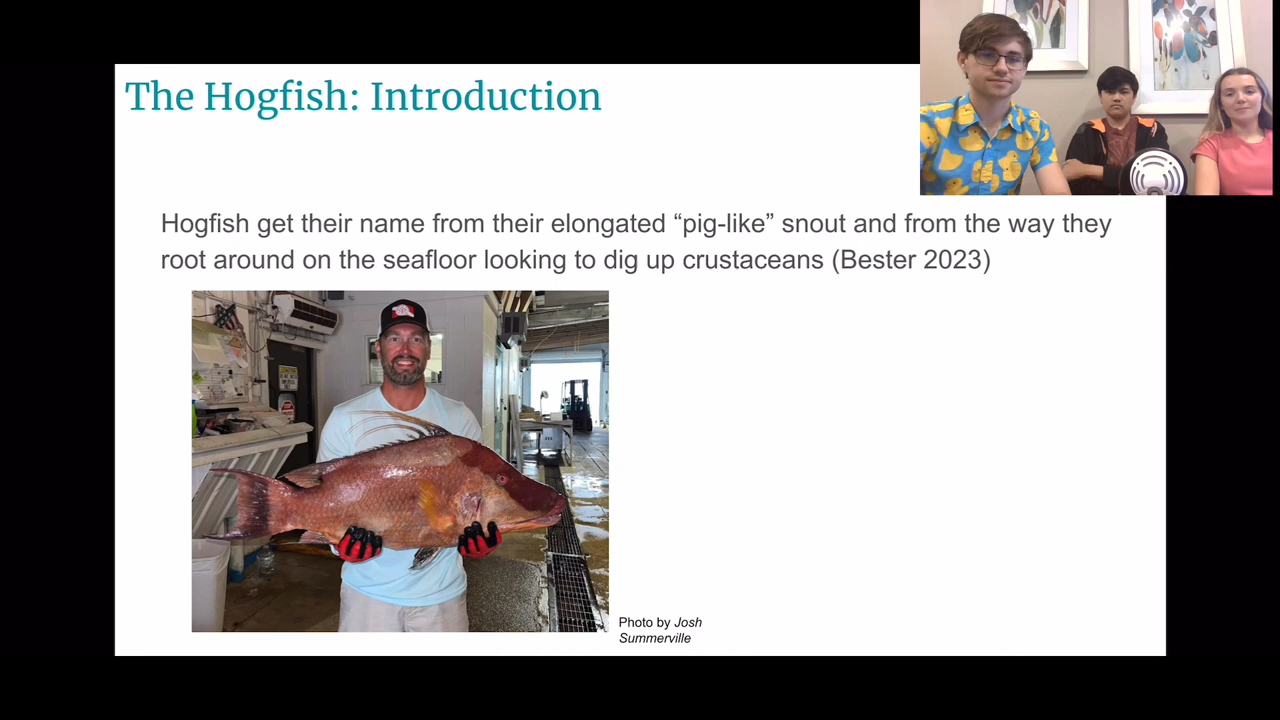 The Hogfish: Introduction
Hogfish get their name from their elongated “pig-like” snout and from the way they
root around on the seafloor looking to dig up crustaceans (Bester 2023)
Photo by Josh
Summerville